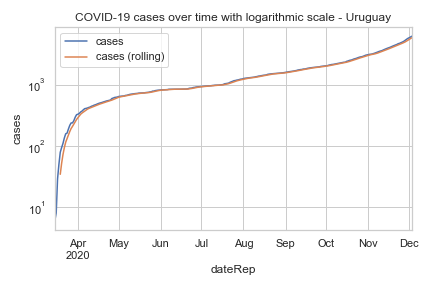 COVID-19 cases over time with logarithmic scale - Uruguay
cases
cases (rolling)
10³
10²
10¹
cases
Apr May Jun Jul Aug Sep Oct Nov Dec
2020
dateRep